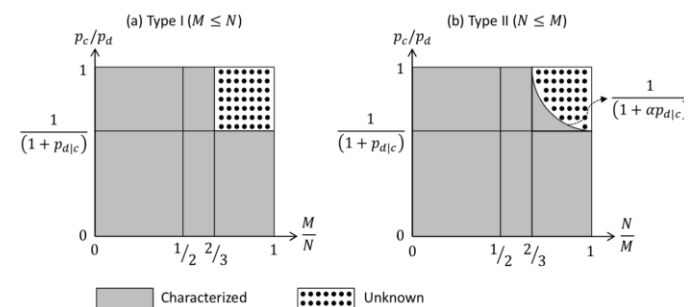 (a) Type I (M ≤ N)
p_c/p_d
1
1/(1 + p_{d|c})
0
0
1/2
2/3
1
M/N
(b) Type II (N ≤ M)
p_c/p_d
1
1/(1 + p_{d|c})
1/(1 + αp_{d|c})
0
0
1/2
2/3
1
N/M
Characterized
Unknown